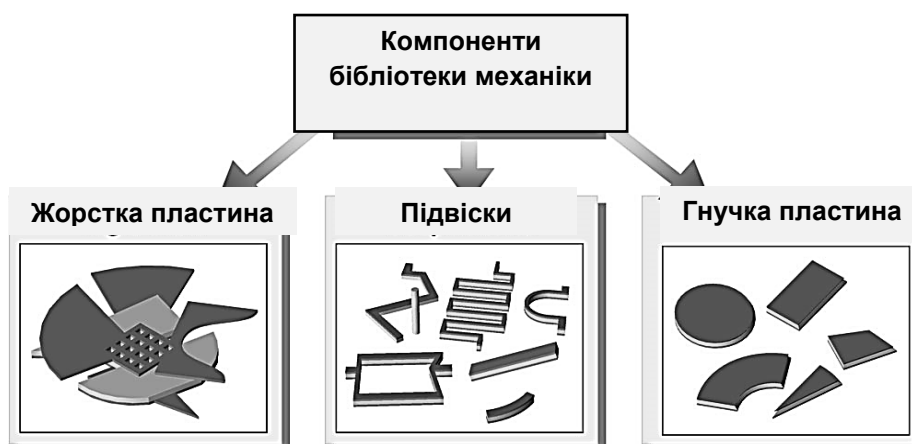 Компоненти
бібліотеки механіки
Жорстка пластина
Підвіски
Гнучка пластина